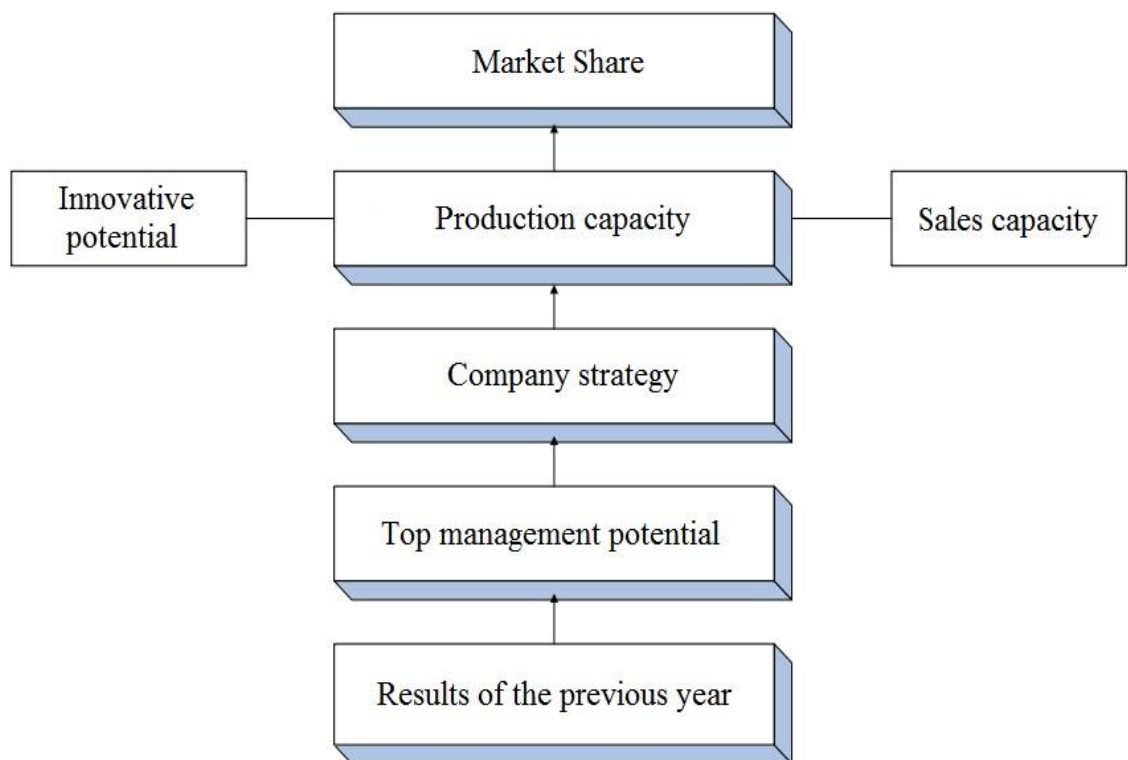 Market Share
Innovative
potential
Production capacity
Sales capacity
Company strategy
Top management potential
Results of the previous year